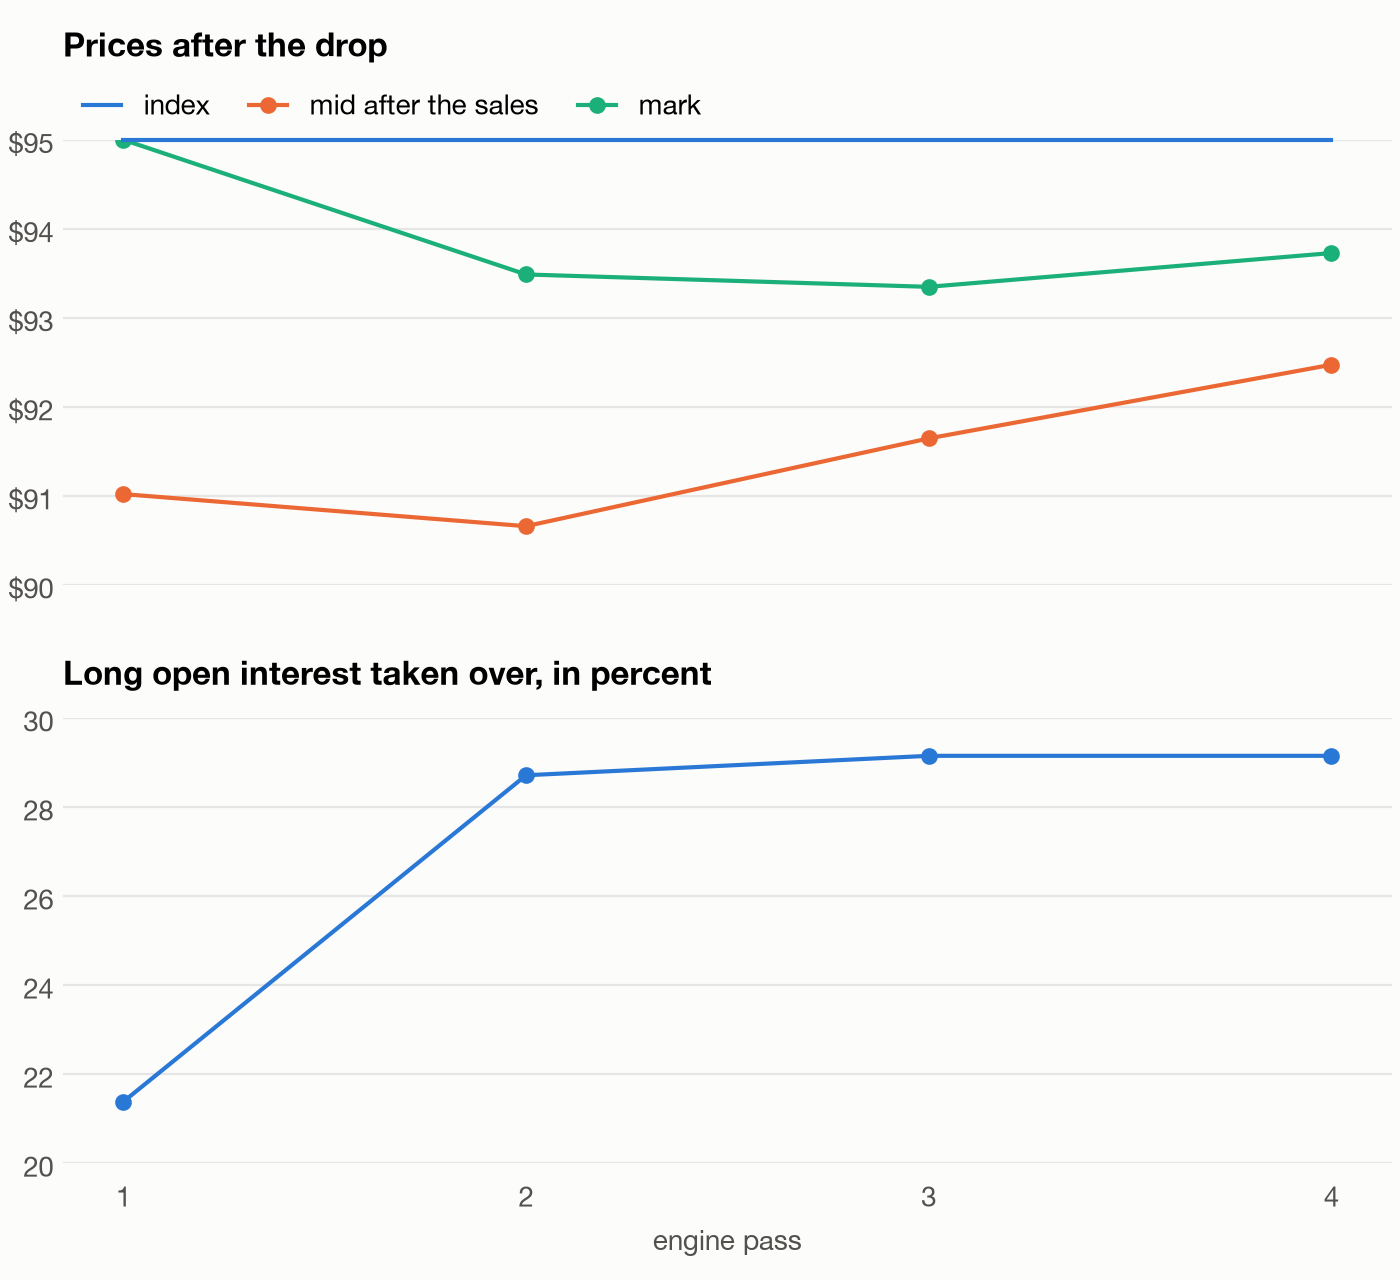 Prices after the drop
index mid after the sales mark
$95
$94
$93
$92
$91
$90
Long open interest taken over, in percent
30
28
26
24
22
20
1 2 3 4
engine pass